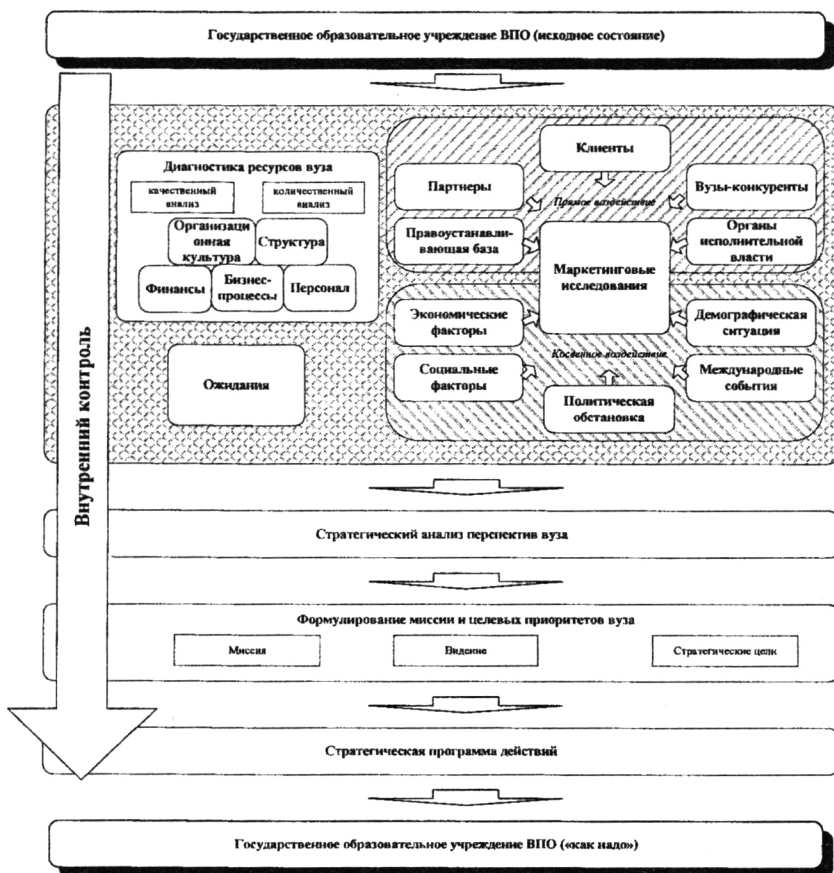 Государственное образовательное учреждение ВПО (исходное состояние)
Внутренний контроль
Диагностика ресурсов вуза
качественный
анализ
количественный
анализ
Организаци
онная
культура
Структура
Финансы
Бизнес-
процессы
Персонал
Ожидания
Клиенты
Партнеры
Прямое воздействие
Вузы-конкуренты
Правоустанавли-
вающая база
Органы
исполнительной
власти
Маркетинговые
исследования
Экономические
факторы
Демографическая
ситуация
Косвенное воздействие
Социальные
факторы
Международные
события
Политическая
обстановка
Стратегический анализ перспектив вуза
Формулирование миссии и целевых приоритетов вуза
Миссия
Видение
Стратегические цели
Стратегическая программа действий
Государственное образовательное учреждение ВПО («как надо»)